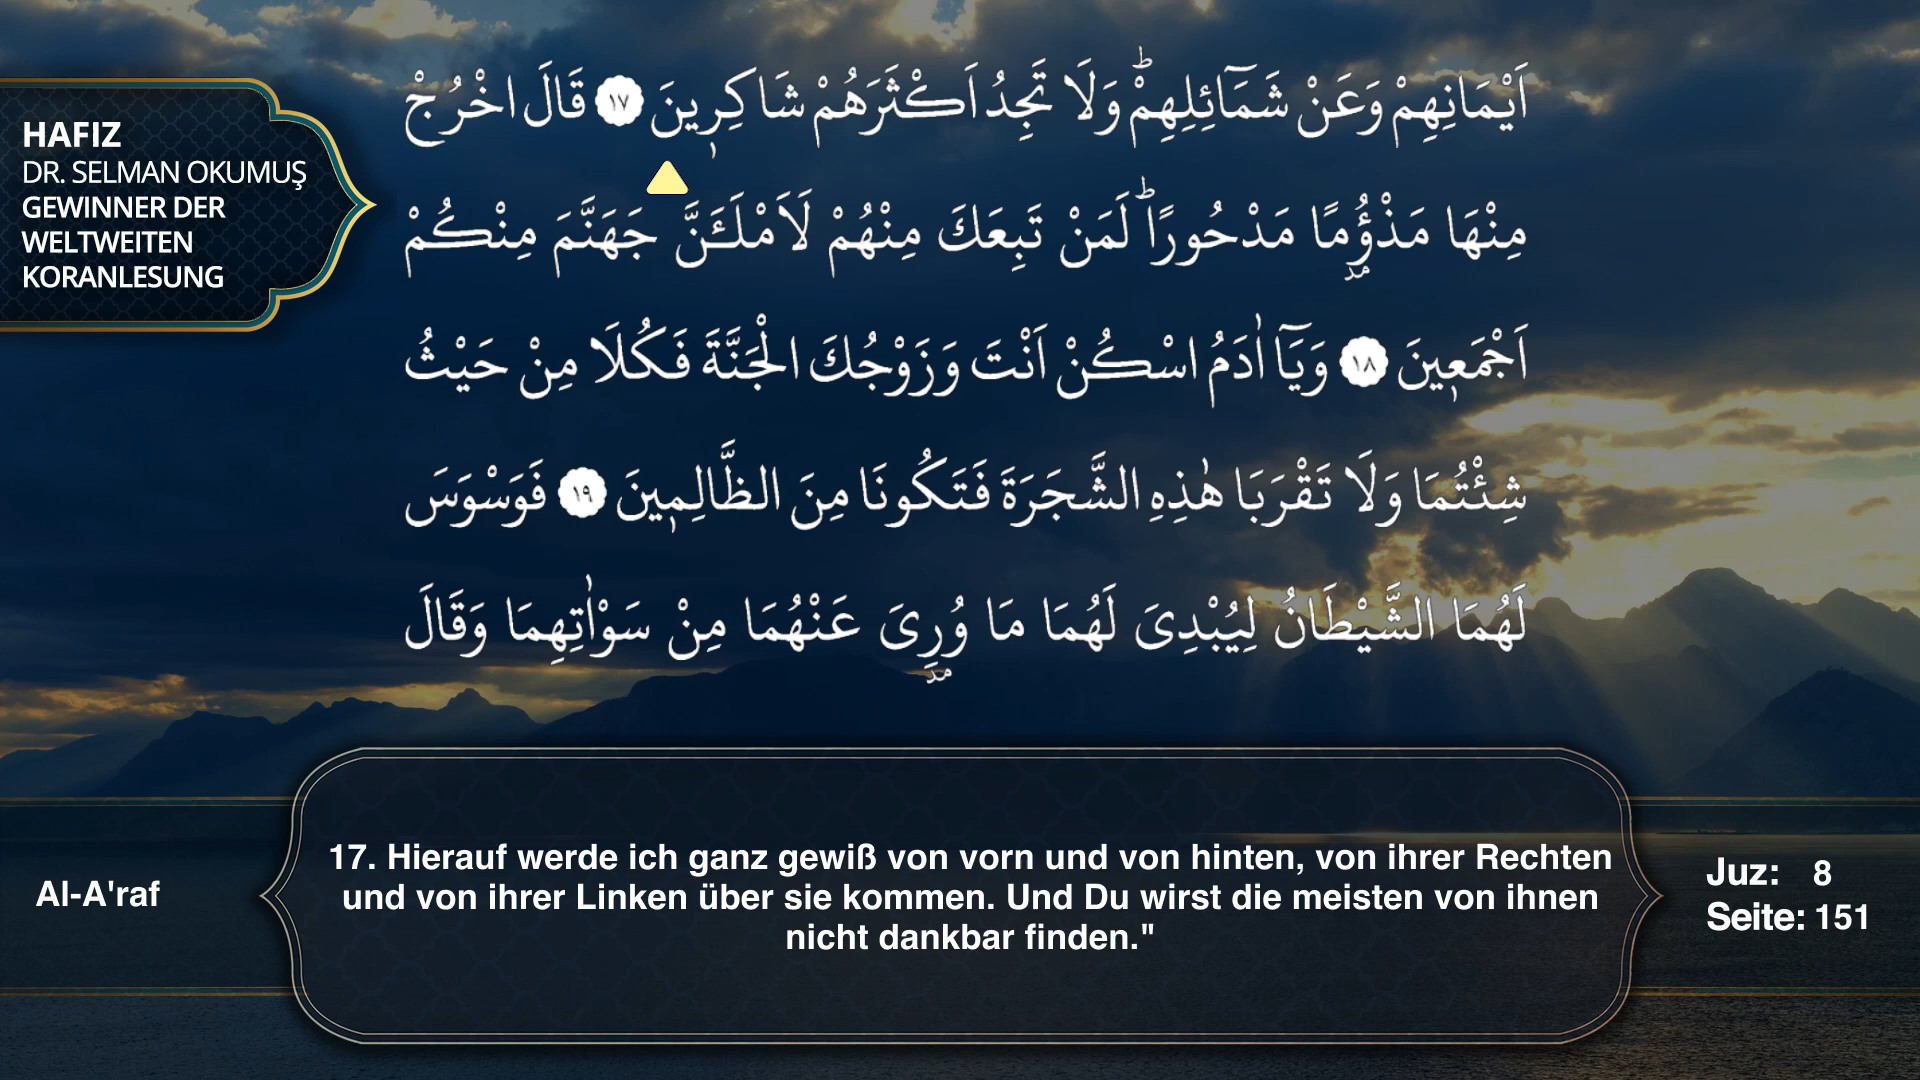 اَيْمَانِهِمْ وَعَنْ شَمَٓائِلِهِمْۜ وَلَا تَجِدُ اَكْثَرَهُمْ شَاكِر۪ينَ ﴿١٧﴾ قَالَ اخْرُجْ
مِنْهَا مَذْؤُ۫مًا مَدْحُورًاۜ لَمَنْ تَبِعَكَ مِنْهُمْ لَاَمْلَـَٔنَّ جَهَنَّمَ مِنْكُمْ
اَجْمَع۪ينَ ﴿١٨﴾ وَيَٓا اٰدَمُ اسْكُنْ اَنْتَ وَزَوْجُكَ الْجَنَّةَ فَكُلَا مِنْ حَيْثُ
شِئْتُمَا وَلَا تَقْرَبَا هٰذِهِ الشَّجَرَةَ فَتَكُونَا مِنَ الظَّالِم۪ينَ ﴿١٩﴾ فَوَسْوَسَ
لَهُمَا الشَّيْطَانُ لِيُبْدِىَ لَهُمَا مَا وُرِىَ عَنْهُمَا مِنْ سَوْاٰتِهِمَا وَقَالَ
HAFIZ
DR. SELMAN OKUMUŞ
GEWINNER DER
WELTWEITEN
KORANLESUNG
17. Hierauf werde ich ganz gewiß von vorn und von hinten, von ihrer Rechten
und von ihrer Linken über sie kommen. Und Du wirst die meisten von ihnen
nicht dankbar finden."
Al-A'raf
Juz: 8
Seite: 151